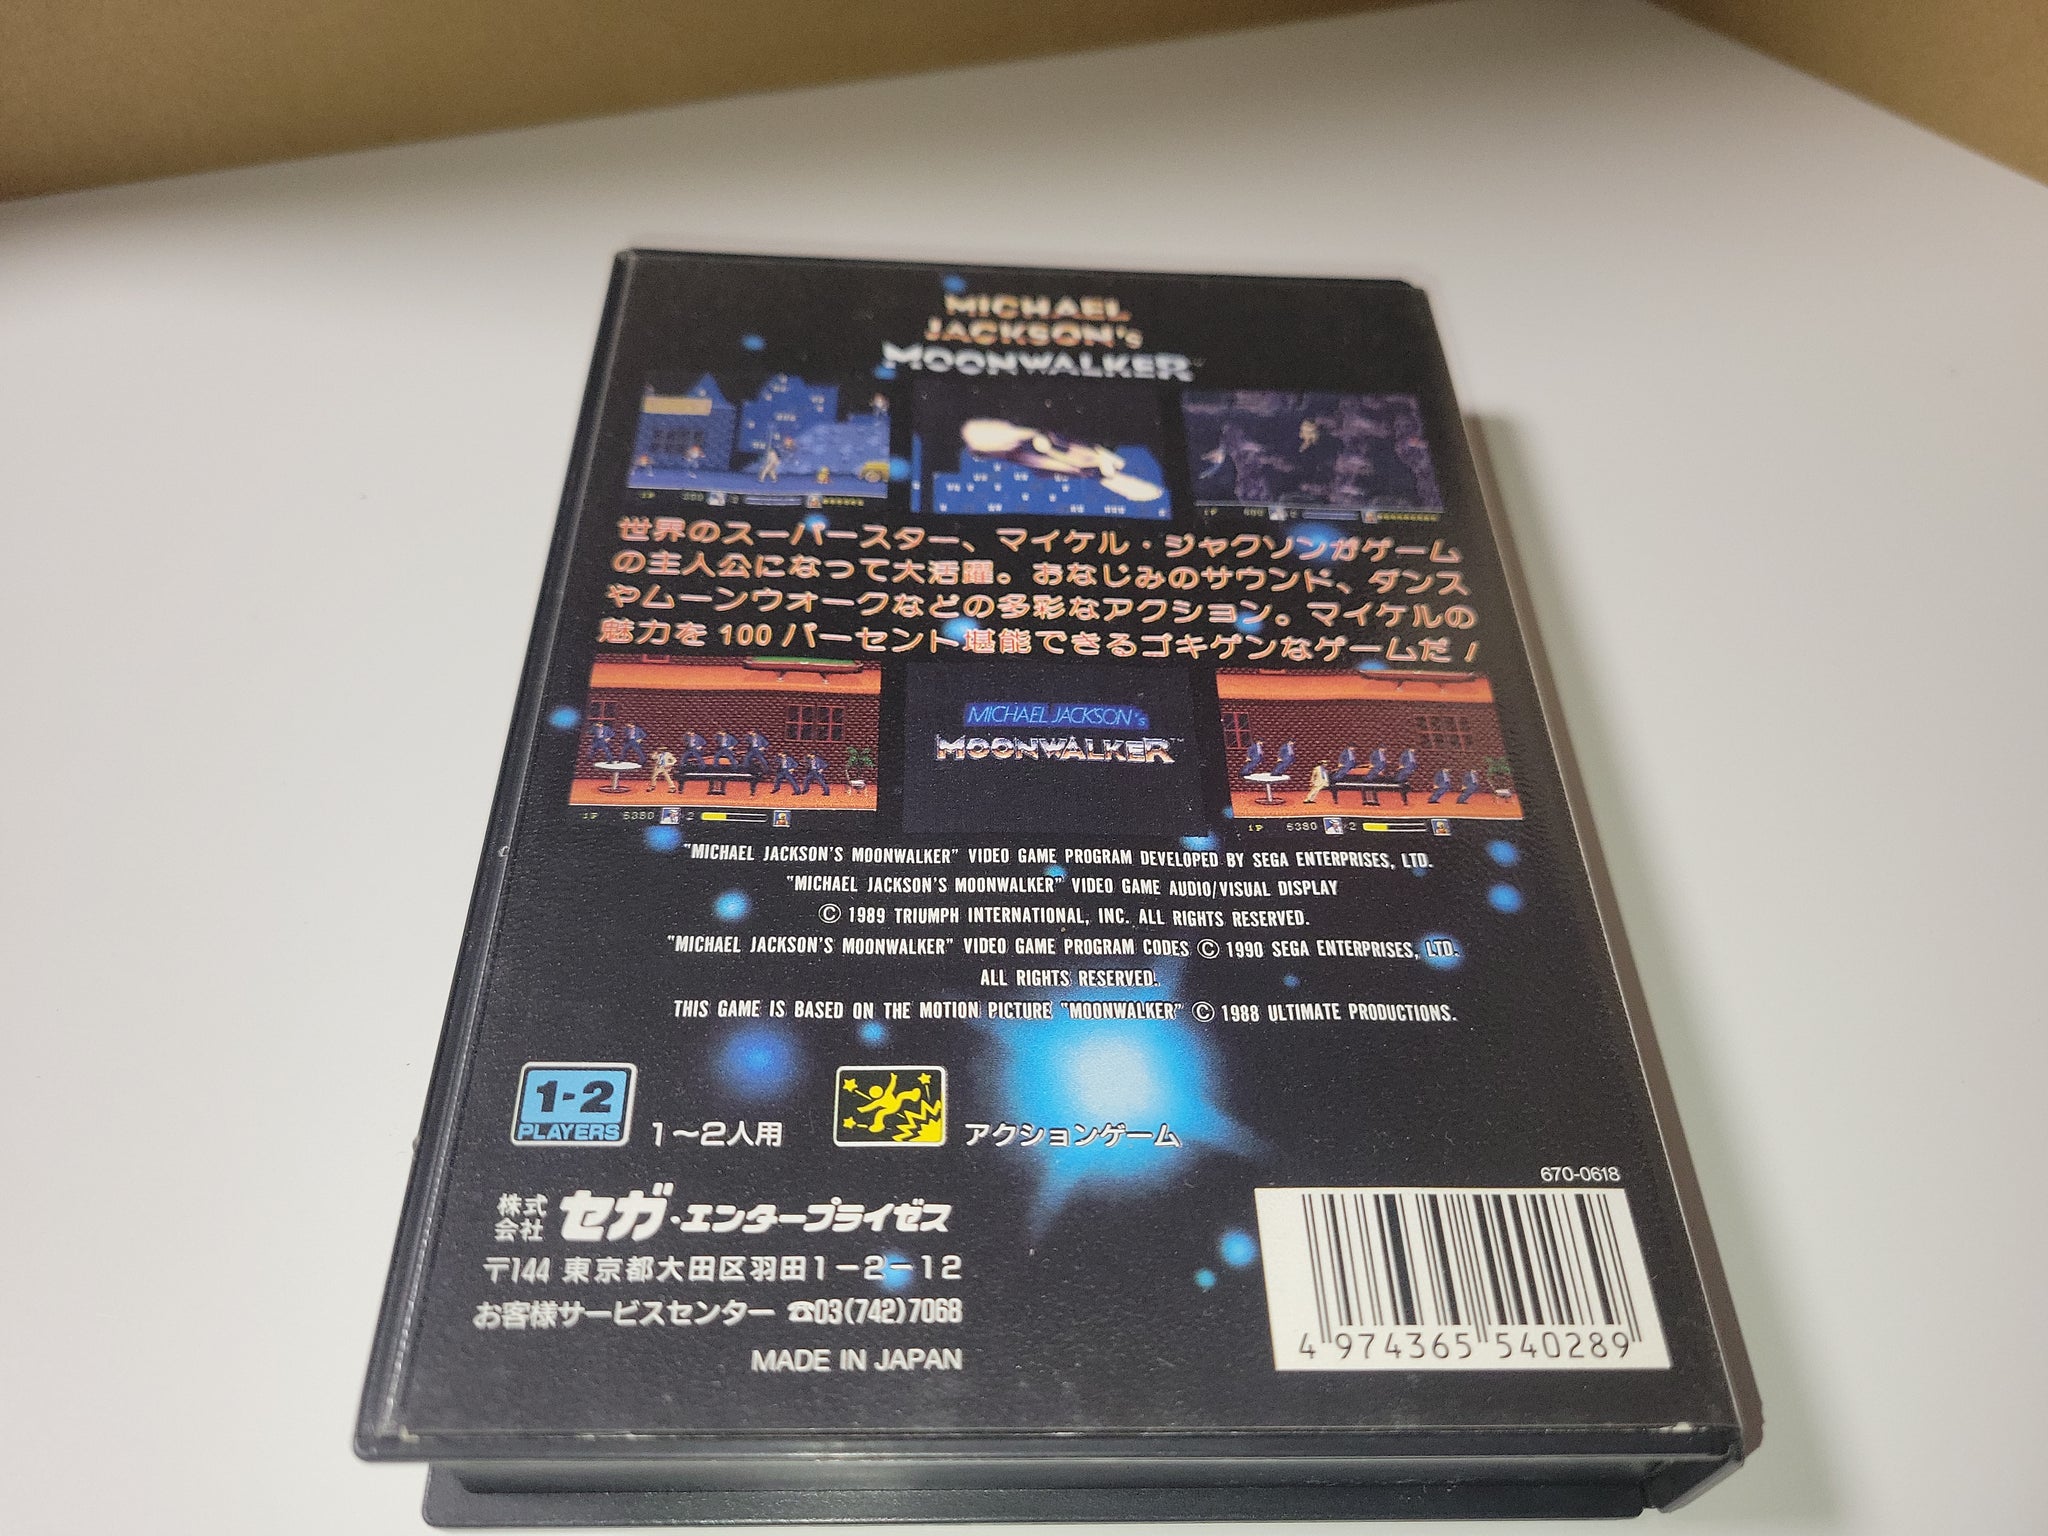 MICHAEL
JACKSON's
MOONWALKER™
世界のスーパースター、マイケル・ジャクソンがゲーム
の主人公になって大活躍。おなじみのサウンド、ダンス
やムーンウオークなどの多彩なアクション。マイケルの
魅力を100パーセント堪能できるゴキゲンなゲームだ！
MICHAEL JACKSON's
MOONWALKER™
1P 6380 2
1P 6380 2
"MICHAEL JACKSON'S MOONWALKER" VIDEO GAME PROGRAM DEVELOPED BY SEGA ENTERPRISES, LTD.
"MICHAEL JACKSON'S MOONWALKER" VIDEO GAME AUDIO/VISUAL DISPLAY
© 1989 TRIUMPH INTERNATIONAL, INC. ALL RIGHTS RESERVED.
"MICHAEL JACKSON'S MOONWALKER" VIDEO GAME PROGRAM CODES © 1990 SEGA ENTERPRISES, LTD.
ALL RIGHTS RESERVED.
THIS GAME IS BASED ON THE MOTION PICTURE "MOONWALKER" © 1988 ULTIMATE PRODUCTIONS.
1-2
PLAYERS
1〜2人用
アクションゲーム
670-0618
株式会社 セガ・エンタープライゼス
〒144 東京都大田区羽田1−2−12
お客様サービスセンター ☎03(742)7068
MADE IN JAPAN
4 974365 540289